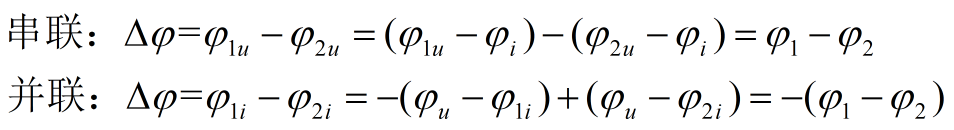 串联：Δφ=φ₁ᵤ − φ₂ᵤ = (φ₁ᵤ − φᵢ)−(φ₂ᵤ − φᵢ) = φ₁ − φ₂
并联：Δφ=φ₁ᵢ − φ₂ᵢ = −(φᵤ − φ₁ᵢ)+(φᵤ − φ₂ᵢ) = −(φ₁ − φ₂)